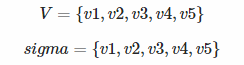 V = {v1, v2, v3, v4, v5}
sigma = {v1, v2, v3, v4, v5}